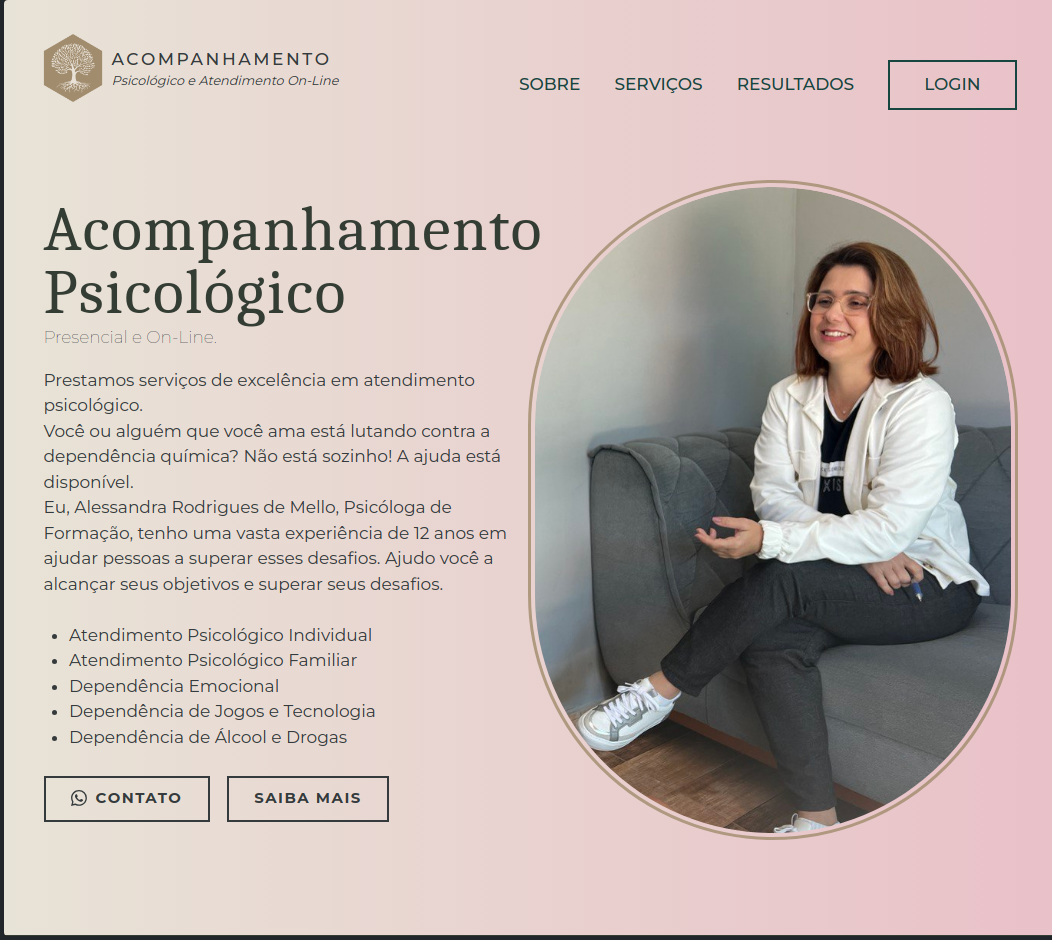 ACOMPANHAMENTO
Psicológico e Atendimento On-Line
SOBRE
SERVIÇOS
RESULTADOS
LOGIN
Acompanhamento
Psicológico
Presencial e On-Line.
Prestamos serviços de excelência em atendimento
psicológico.
Você ou alguém que você ama está lutando contra a
dependência química? Não está sozinho! A ajuda está
disponível.
Eu, Alessandra Rodrigues de Mello, Psicóloga de
Formação, tenho uma vasta experiência de 12 anos em
ajudar pessoas a superar esses desafios. Ajudo você a
alcançar seus objetivos e superar seus desafios.
Atendimento Psicológico Individual
Atendimento Psicológico Familiar
Dependência Emocional
Dependência de Jogos e Tecnologia
Dependência de Álcool e Drogas
CONTATO
SAIBA MAIS